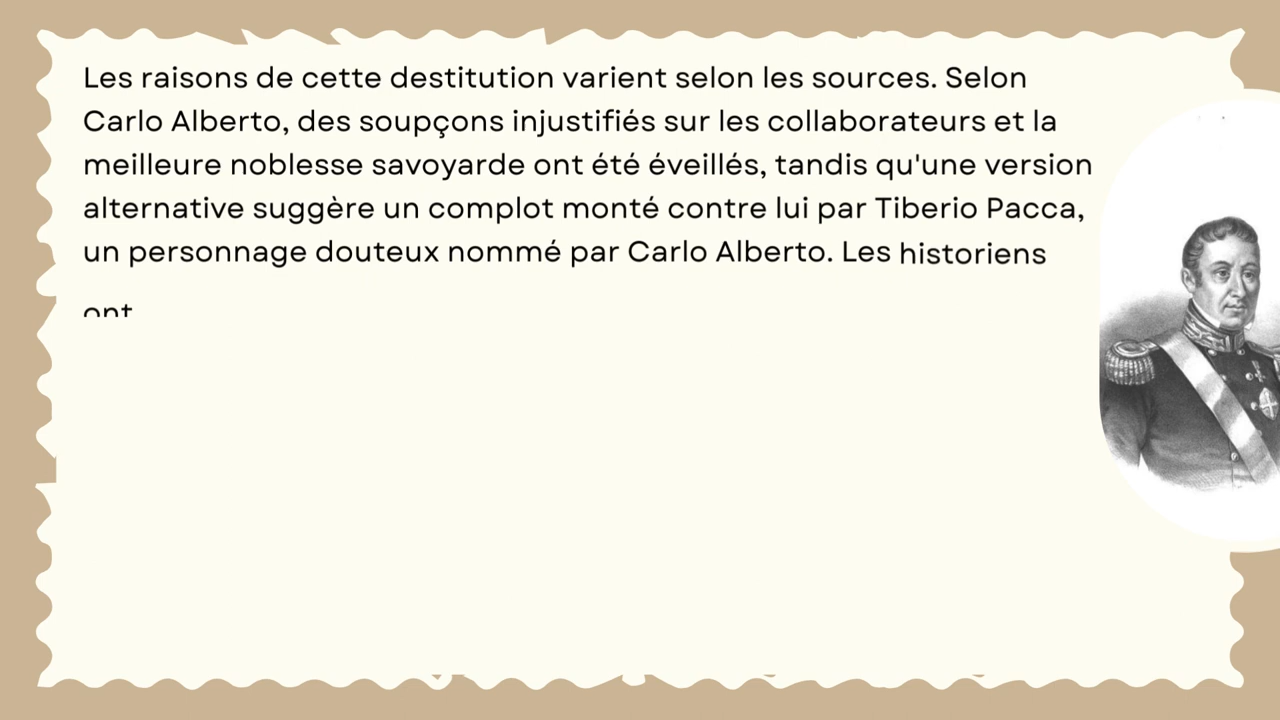 Les raisons de cette destitution varient selon les sources. Selon
Carlo Alberto, des soupçons injustifiés sur les collaborateurs et la
meilleure noblesse savoyarde ont été éveillés, tandis qu'une version
alternative suggère un complot monté contre lui par Tiberio Pacca,
un personnage douteux nommé par Carlo Alberto. Les historiens
ont